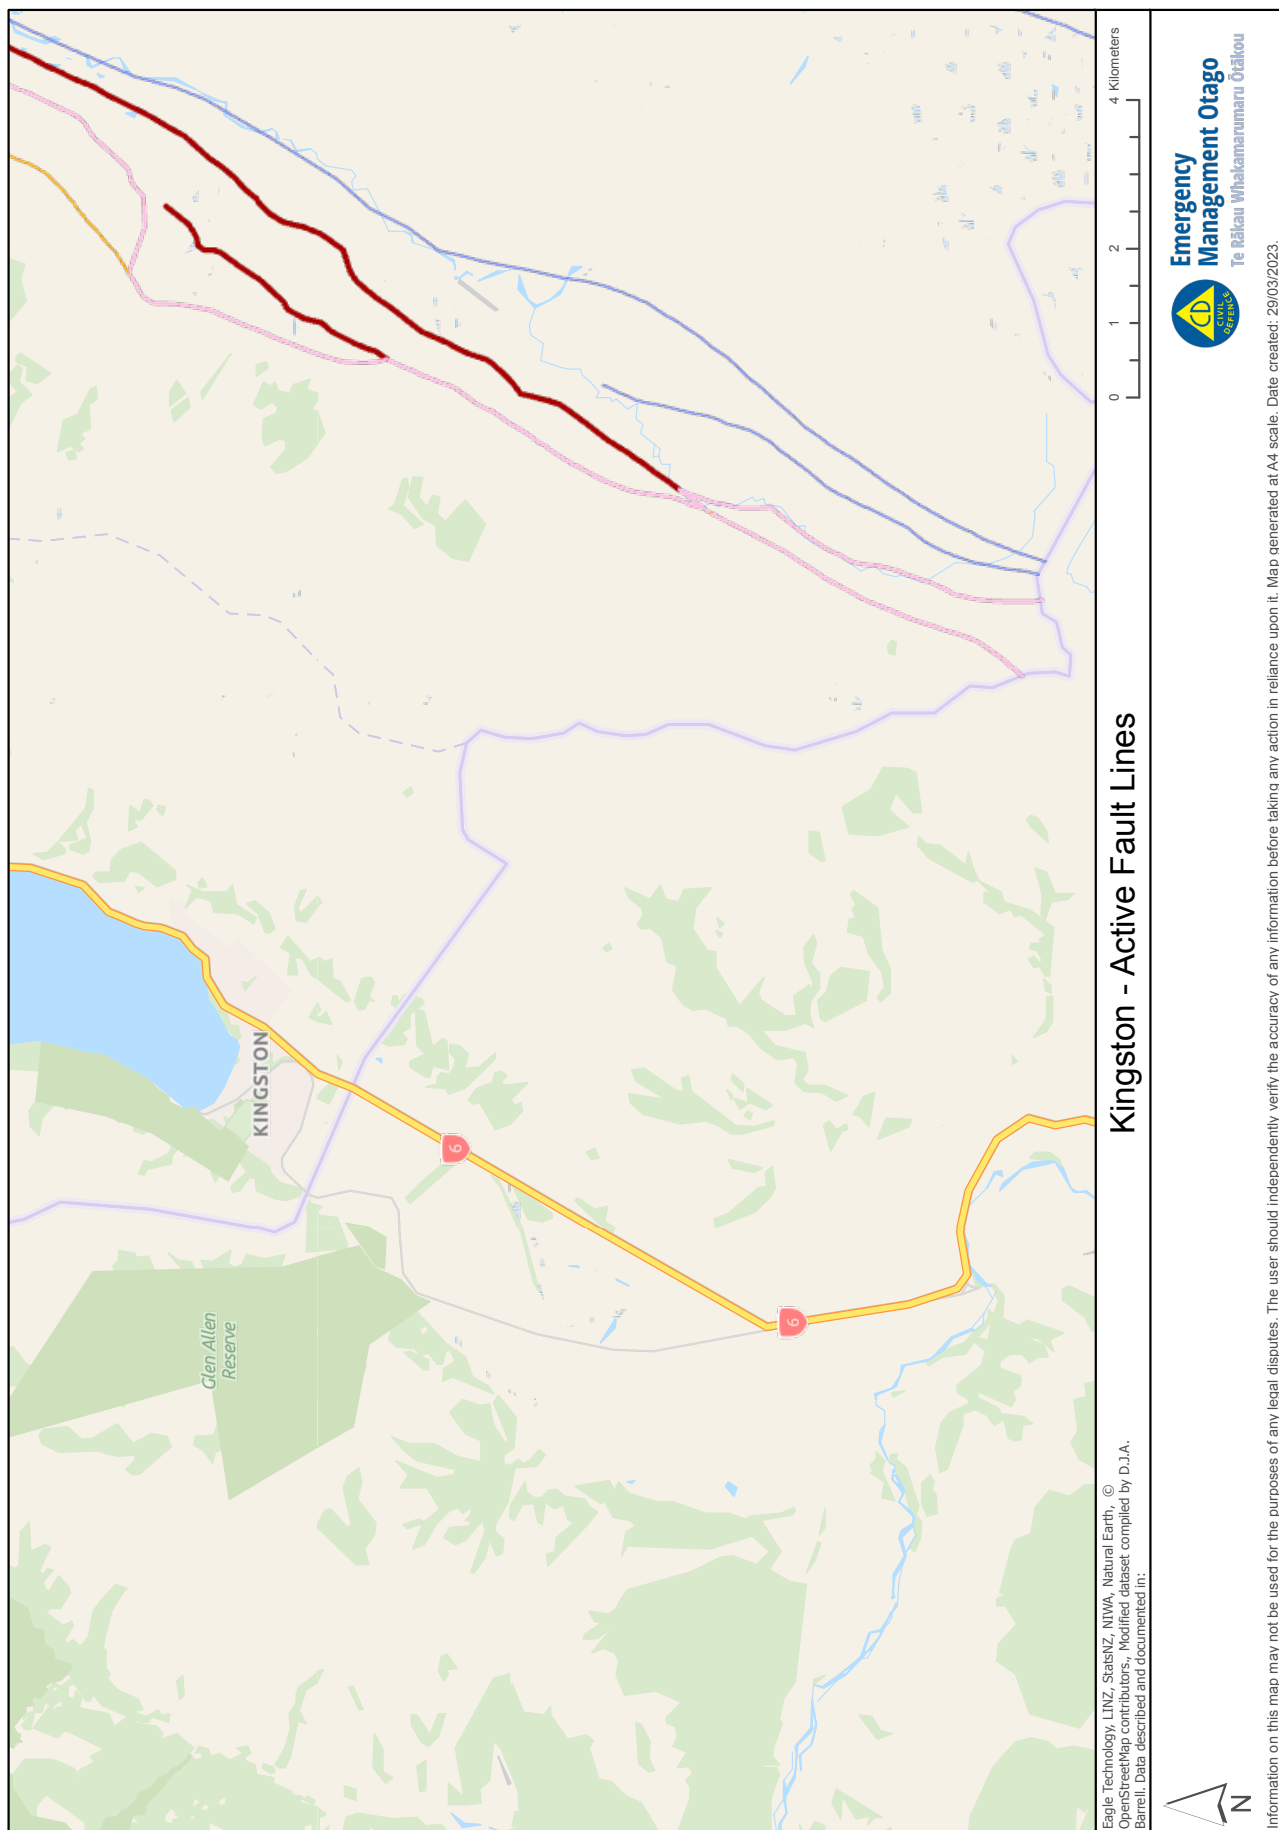 KINGSTON
Glen Allen
Reserve
6
6
Eagle Technology, LINZ, StatsNZ, NIWA, Natural Earth, ©
OpenStreetMap contributors., Modified dataset compiled by D.J.A.
Barrell. Data described and documented in:
Kingston - Active Fault Lines
0 1 2 4 Kilometers
N
CD
CIVIL
DEFENCE
Emergency
Management Otago
Te Rākau Whakamarumaru Ōtākou
Information on this map may not be used for the purposes of any legal disputes. The user should independently verify the accuracy of any information before taking any action in reliance upon it. Map generated at A4 scale. Date created: 29/03/2023.